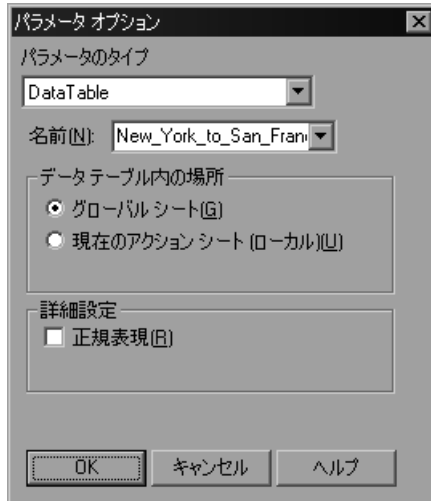 パラメータ オプション
パラメータのタイプ
DataTable
名前(N): New_York_to_San_Fran
データ テーブル内の場所
グローバル シート(G)
現在のアクション シート (ローカル)(U)
詳細設定
正規表現(R)
OK キャンセル ヘルプ